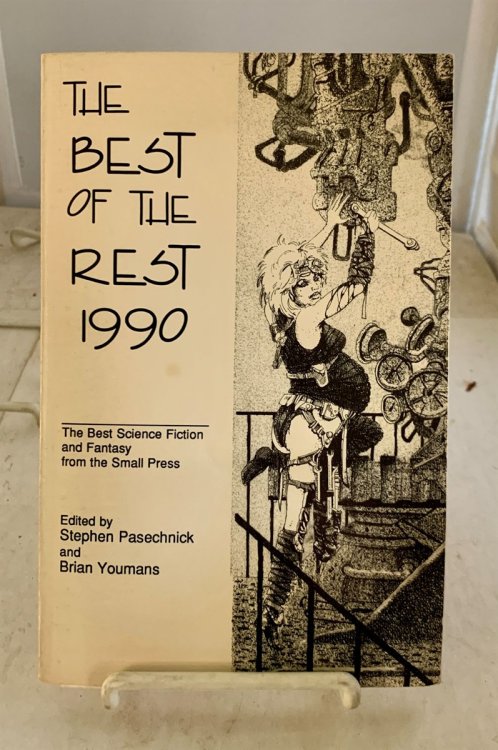 THE
BEST
OF THE
REST
1990
The Best Science Fiction
and Fantasy
from the Small Press
Edited by
Stephen Pasechnick
and
Brian Youmans